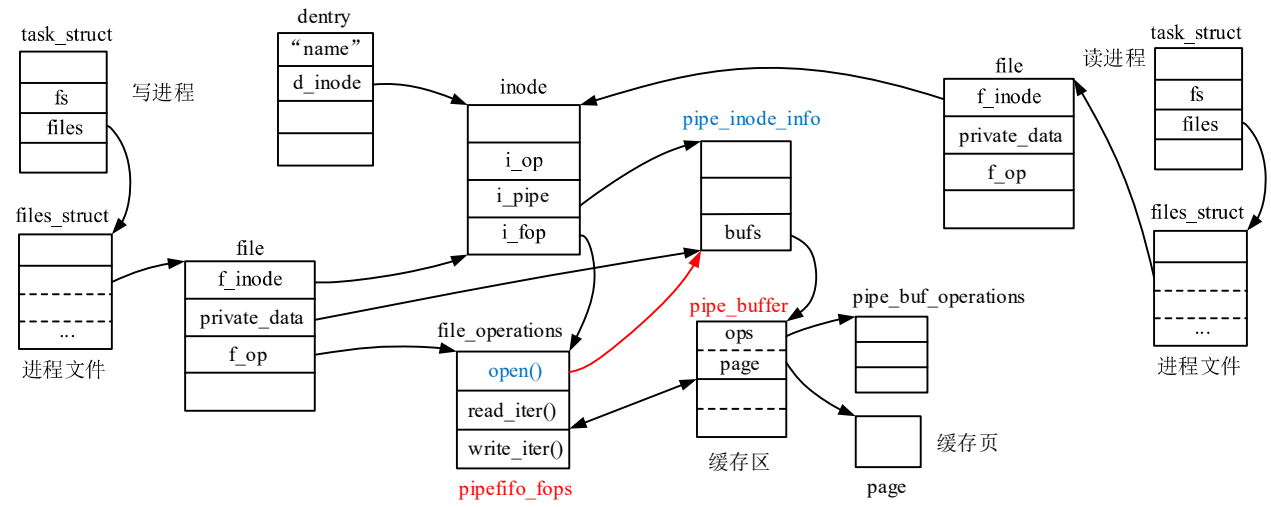 task_struct
fs
files
写进程
files_struct
...
进程文件
dentry
“name”
d_inode
file
f_inode
private_data
f_op
inode
i_op
i_pipe
i_fop
file_operations
open()
read_iter()
write_iter()
pipefifo_fops
pipe_inode_info
bufs
pipe_buffer
ops
page
缓存区
pipe_buf_operations
缓存页
page
file
f_inode
private_data
f_op
读进程
task_struct
fs
files
files_struct
...
进程文件